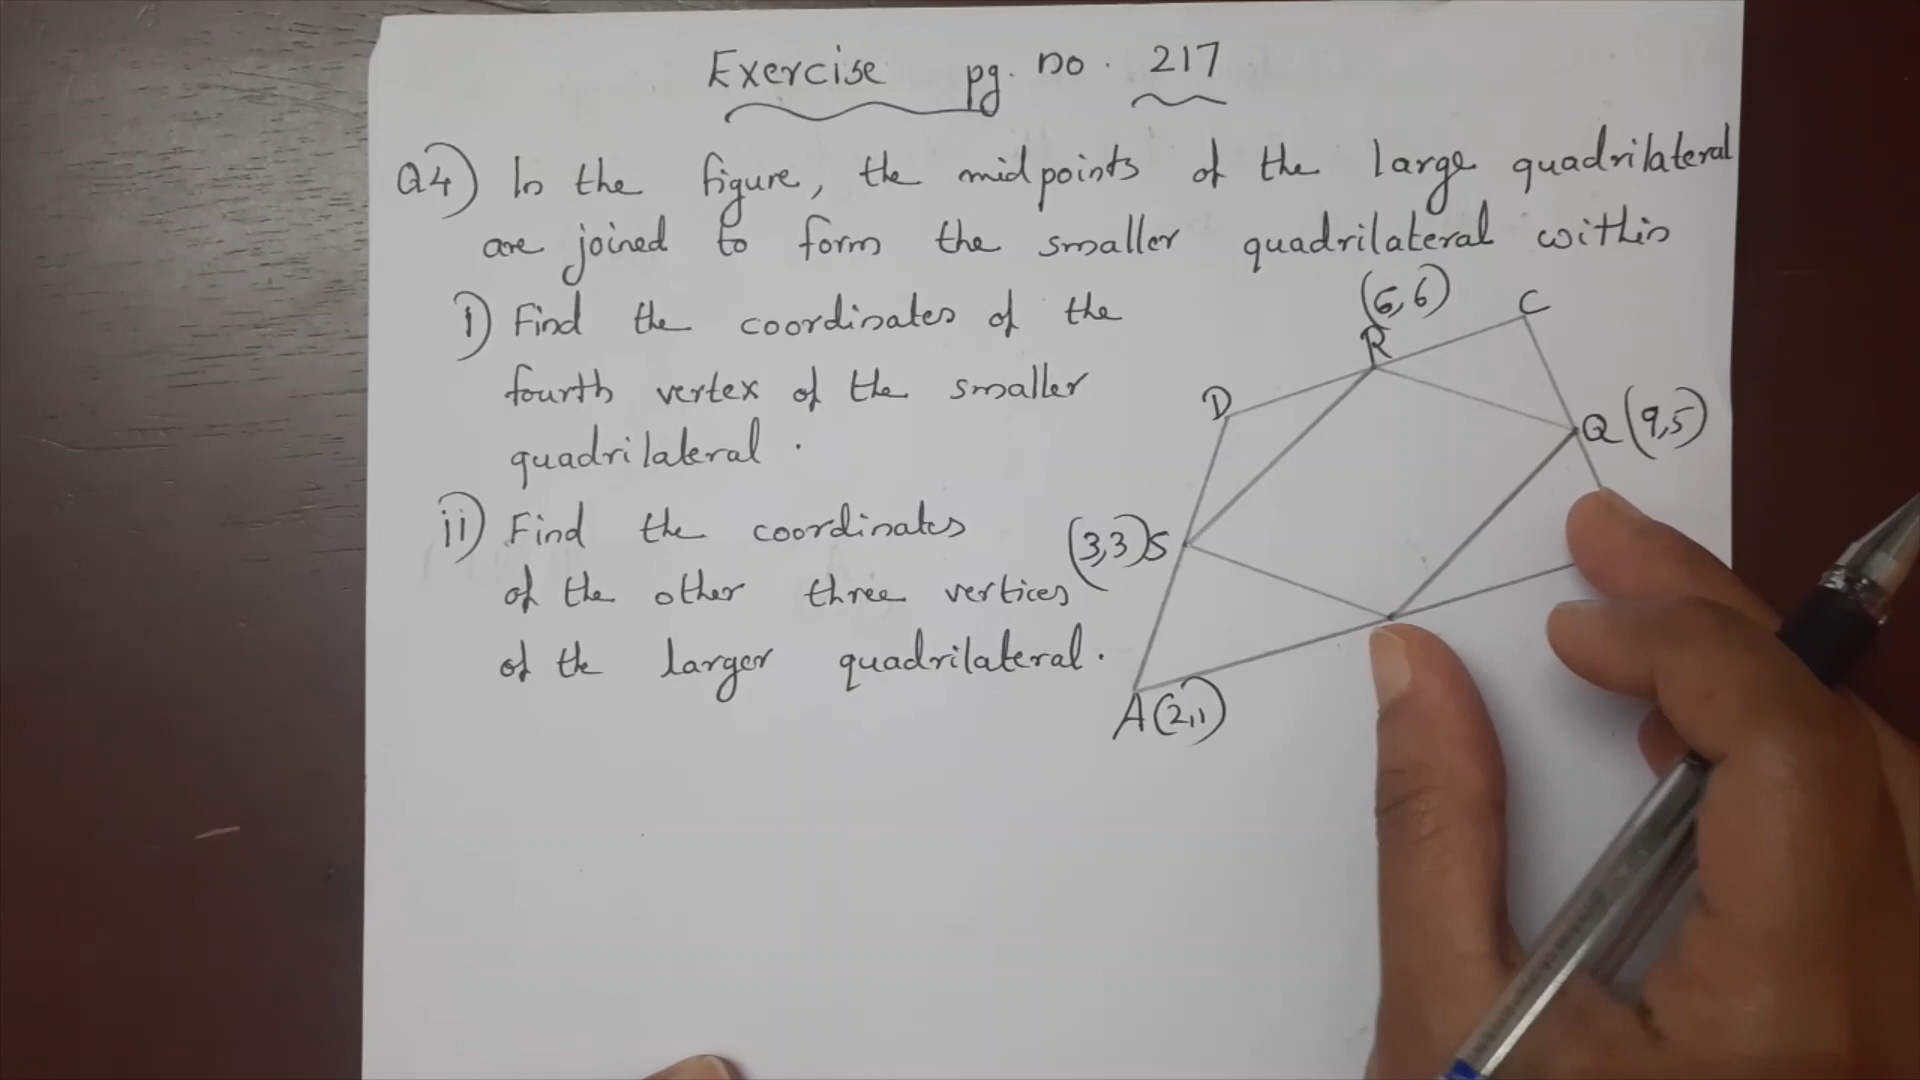 Exercise pg. no. 217
Q4) In the figure, the midpoints of the large quadrilateral
are joined to form the smaller quadrilateral within
i) Find the coordinates of the
fourth vertex of the smaller
quadrilateral.
ii) Find the coordinates
of the other three vertices
of the larger quadrilateral.
(6,6)
R
C
D
Q (9,5)
(3,3) S
A (2,1)